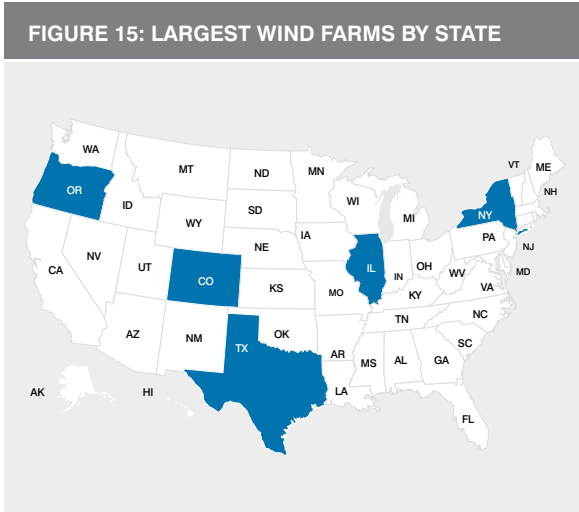 FIGURE 15: LARGEST WIND FARMS BY STATE
WA
OR
ID
MT
WY
ND
SD
NE
MN
IA
WI
MI
VT
ME
NH
NY
PA
NJ
MD
CA
NV
UT
CO
KS
MO
IL
IN
OH
WV
VA
KY
TN
NC
SC
AZ
NM
TX
OK
AR
LA
MS
AL
GA
FL
AK
HI